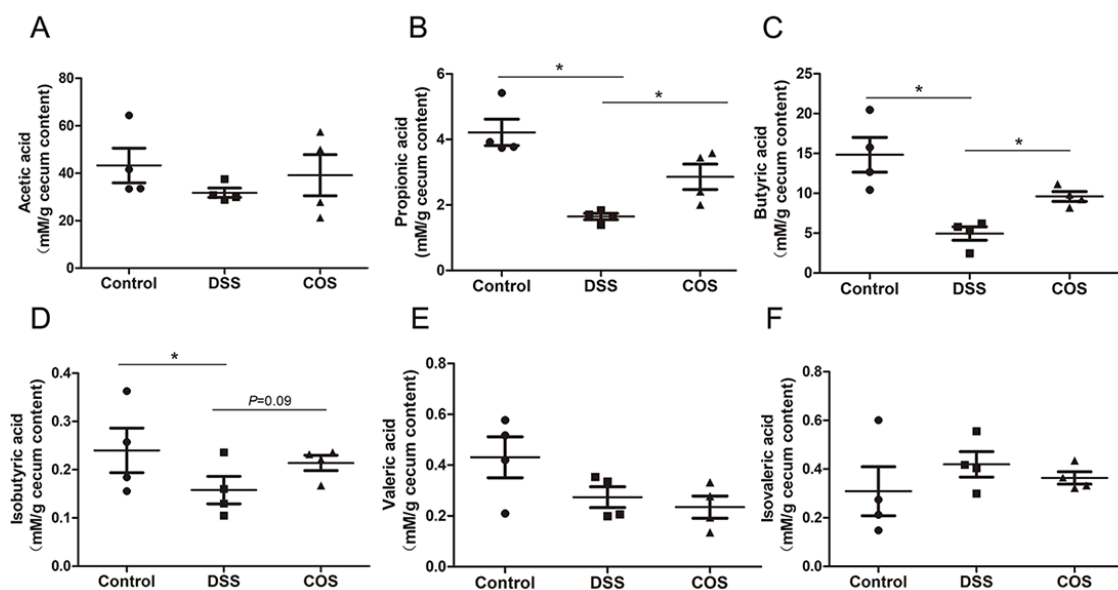 A
Acetic acid
（mM/g cecum content)
80
60
40
20
0
Control DSS COS
B
Propionic acid
(mM/g cecum content)
6
4
2
0
*
*
Control DSS COS
C
Butyric acid
（mM/g cecum content)
25
20
15
10
5
0
*
*
Control DSS COS
D
Isobutyric acid
（mM/g cecum content)
0.4
0.3
0.2
0.1
0.0
*
P=0.09
Control DSS COS
E
Valeric acid
（mM/g cecum content)
0.8
0.6
0.4
0.2
0.0
Control DSS COS
F
Isovaleric acid
（mM/g cecum content)
0.8
0.6
0.4
0.2
0.0
Control DSS COS